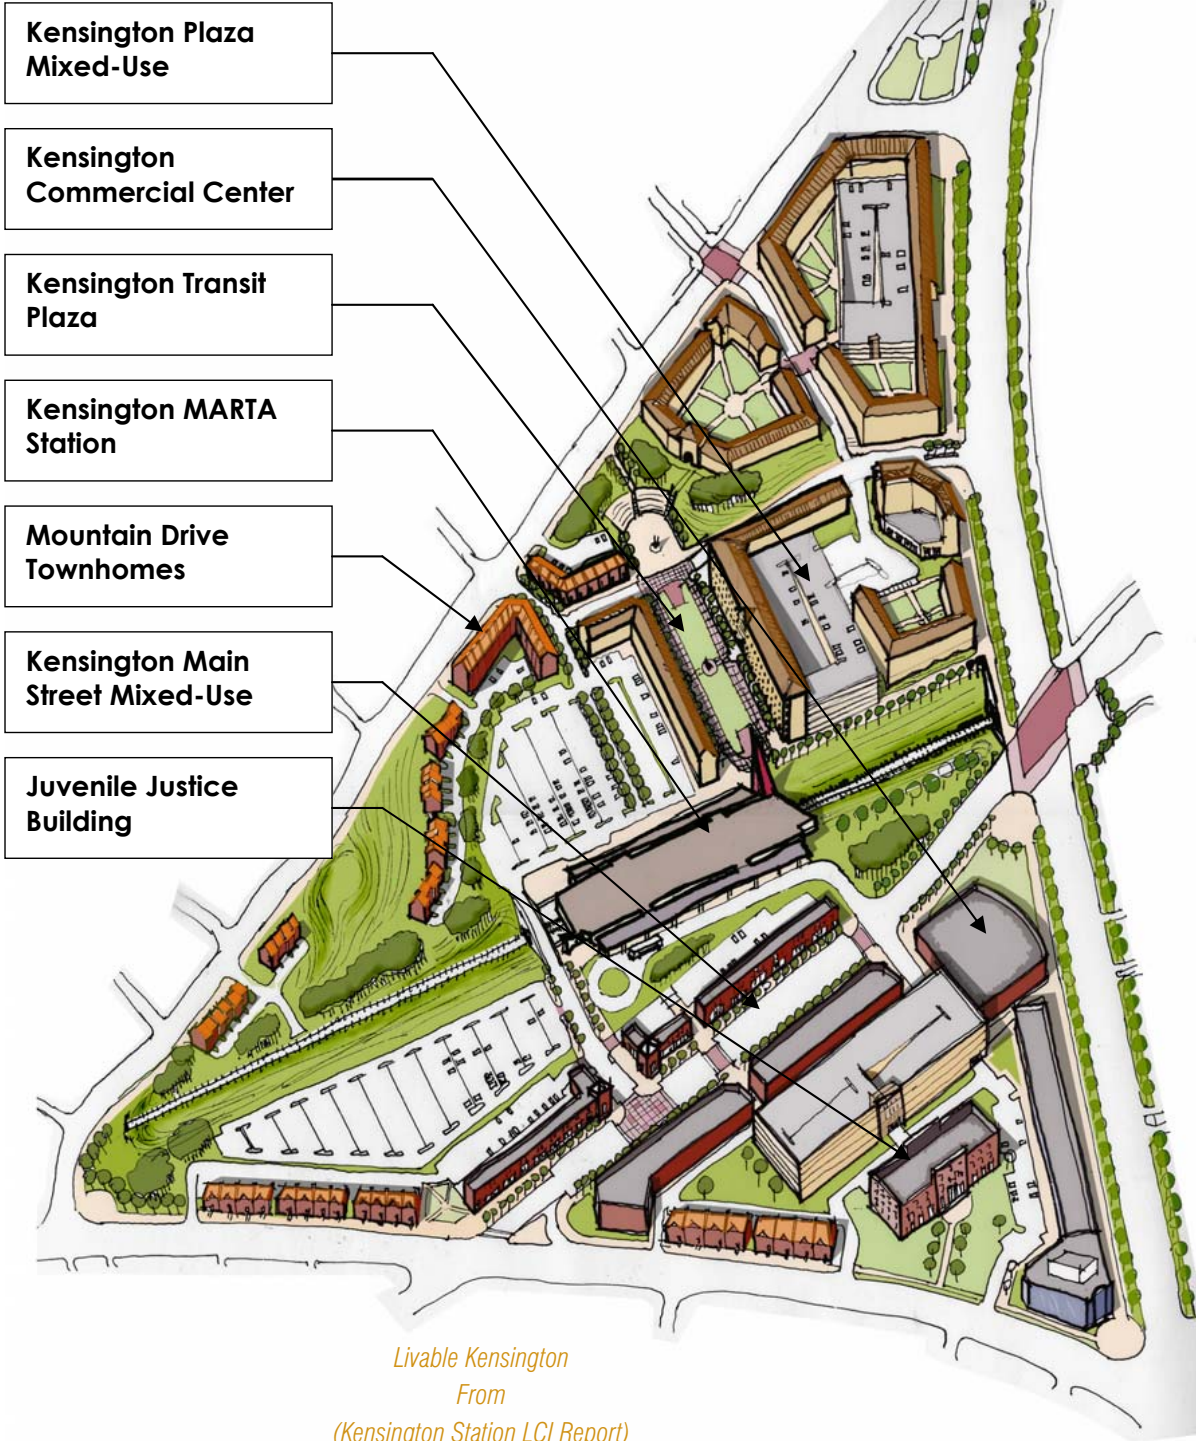 Kensington Plaza
Mixed-Use
Kensington
Commercial Center
Kensington Transit
Plaza
Kensington MARTA
Station
Mountain Drive
Townhomes
Kensington Main
Street Mixed-Use
Juvenile Justice
Building
Livable Kensington
From
(Kensington Station LCI Report)